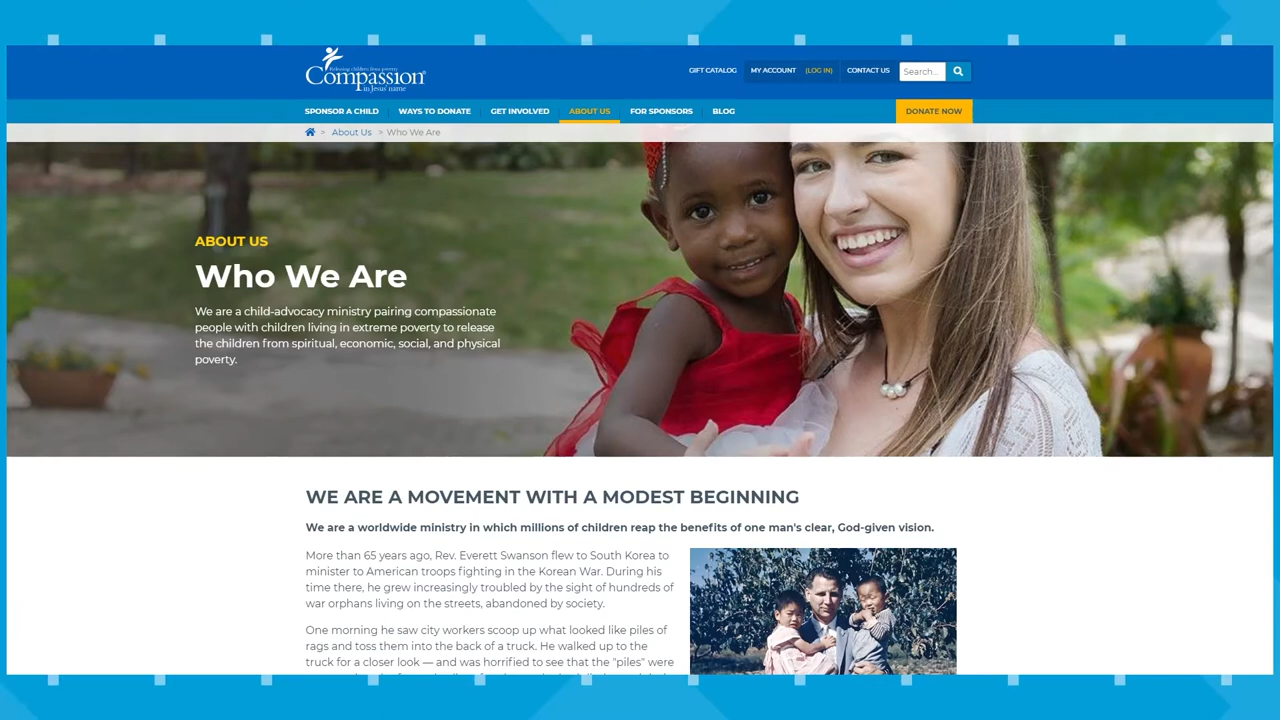 Releasing children from poverty
Compassion®
in Jesus' name
GIFT CATALOG
MY ACCOUNT
(LOG IN)
CONTACT US
Search...
SPONSOR A CHILD
WAYS TO DONATE
GET INVOLVED
ABOUT US
FOR SPONSORS
BLOG
DONATE NOW
> About Us > Who We Are
ABOUT US
Who We Are
We are a child-advocacy ministry pairing compassionate
people with children living in extreme poverty to release
the children from spiritual, economic, social, and physical
poverty.
WE ARE A MOVEMENT WITH A MODEST BEGINNING
We are a worldwide ministry in which millions of children reap the benefits of one man's clear, God-given vision.
More than 65 years ago, Rev. Everett Swanson flew to South Korea to
minister to American troops fighting in the Korean War. During his
time there, he grew increasingly troubled by the sight of hundreds of
war orphans living on the streets, abandoned by society.
One morning he saw city workers scoop up what looked like piles of
rags and toss them into the back of a truck. He walked up to the
truck for a closer look — and was horrified to see that the "piles" were